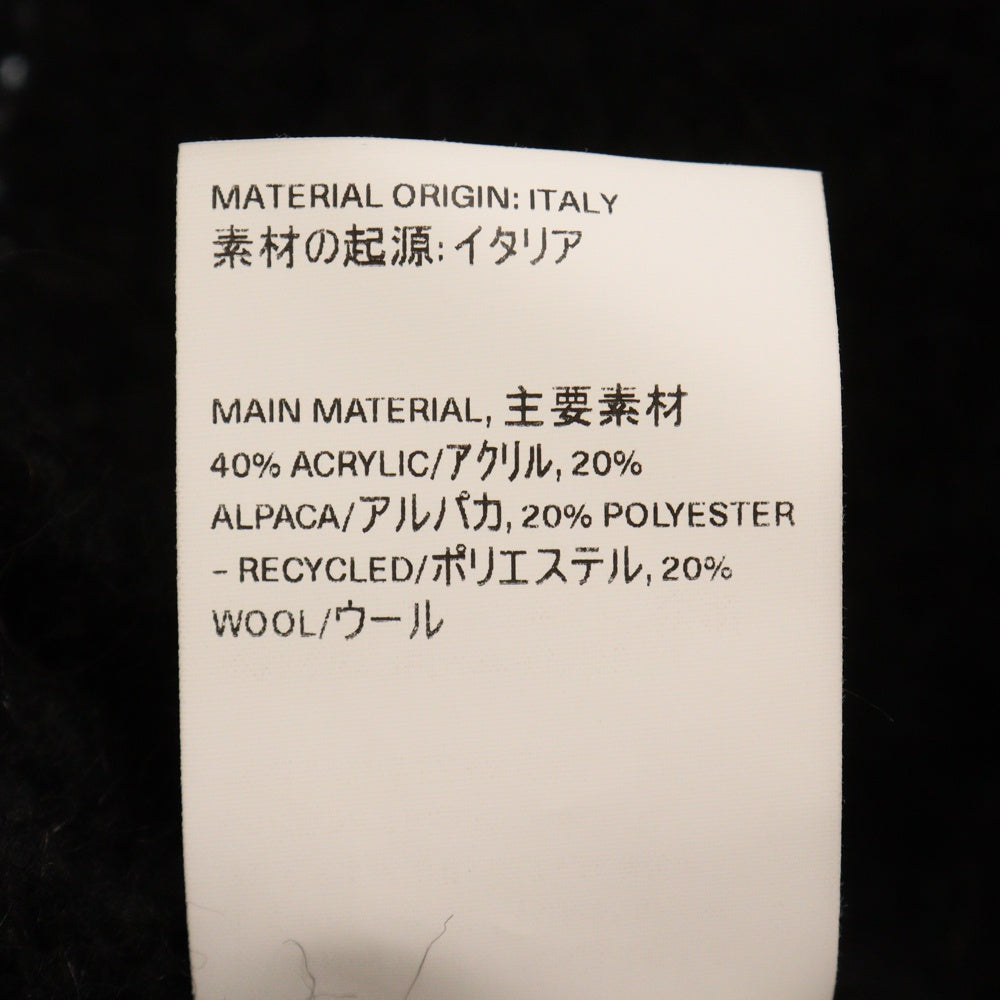 MATERIAL ORIGIN: ITALY
素材の起源: イタリア
MAIN MATERIAL, 主要素材
40% ACRYLIC/アクリル, 20%
ALPACA/アルパカ, 20% POLYESTER
- RECYCLED/ポリエステル, 20%
WOOL/ウール